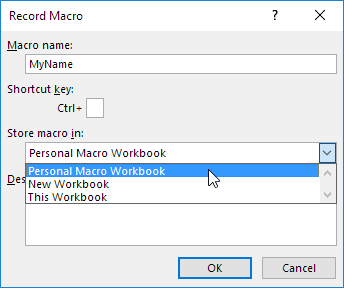 Record Macro
?
Macro name:
MyName
Shortcut key:
Ctrl+
Store macro in:
Personal Macro Workbook
Personal Macro Workbook
New Workbook
This Workbook
Des
OK
Cancel